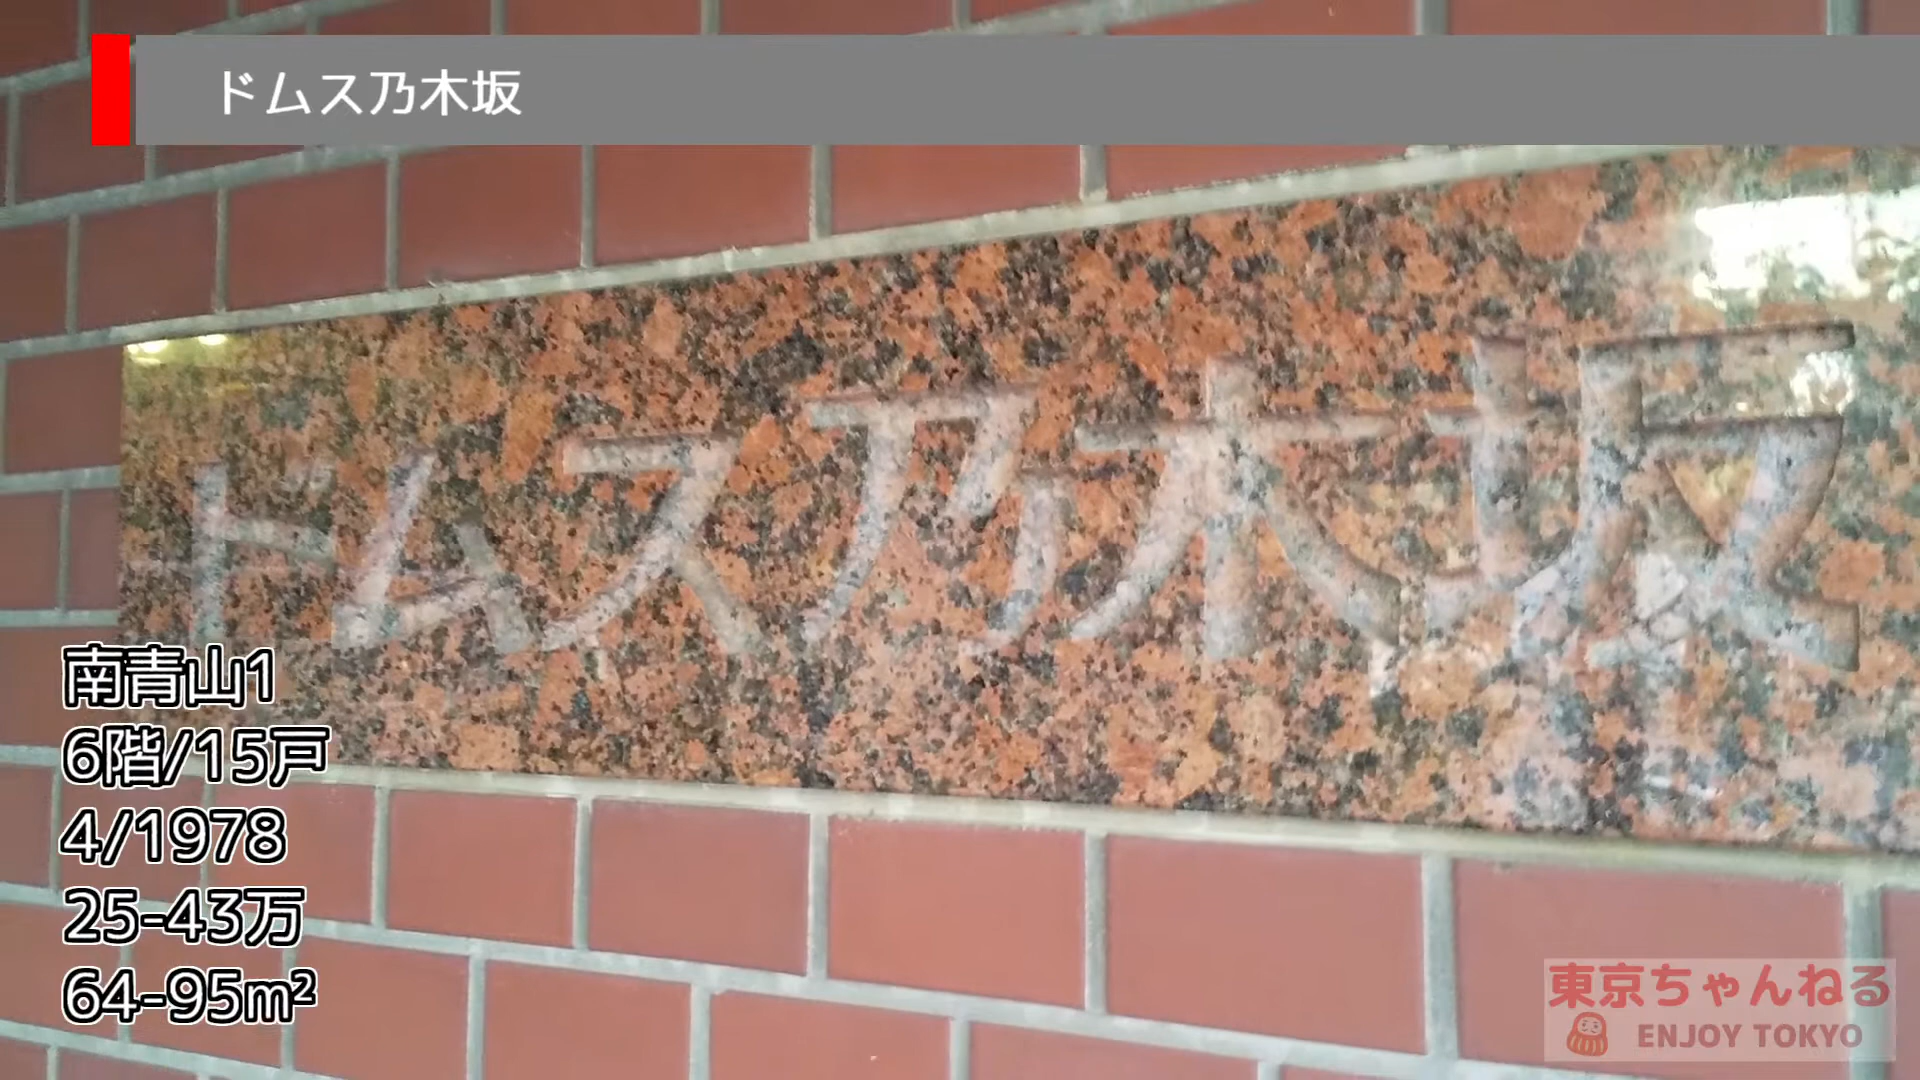 ドムス乃木坂
ドムス乃木坂
南青山1
6階/15戸
4/1978
25-43万
64-95m²
東京ちゃんねる
ENJOY TOKYO